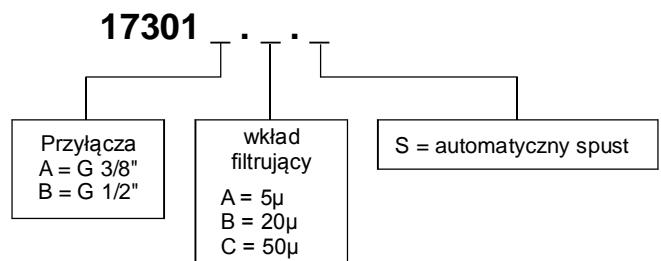 17301 _ . _ . _
Przyłącza
A = G 3/8"
B = G 1/2"
wkład
filtrujący
A = 5µ
B = 20µ
C = 50µ
S = automatyczny spust